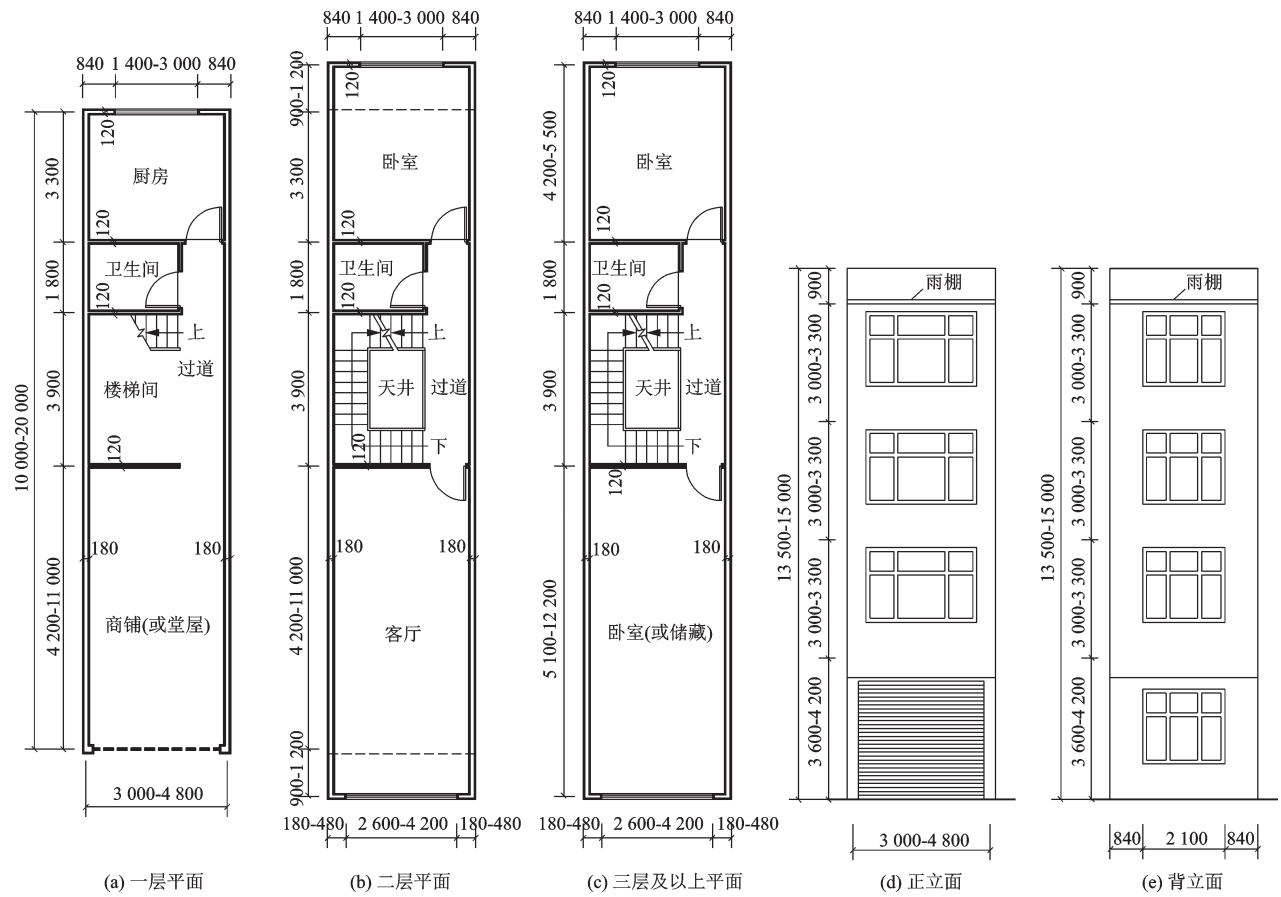 840 1 400-3 000 840
120
厨房
3 300
120
卫生间
1 800
120
上
过道
楼梯间
3 900
120
10 000-20 000
180
180
4 200-11 000
商铺(或堂屋)
3 000-4 800
(a) 一层平面
840 1 400-3 000 840
900-1 200
120
卧室
3 300
120
卫生间
1 800
120
上
天井
过道
3 900
下
120
180
180
4 200-11 000
客厅
900-1 200
180-480 2 600-4 200 180-480
(b) 二层平面
840 1 400-3 000 840
120
4 200-5 500
卧室
120
卫生间
1 800
120
上
天井
过道
3 900
下
120
180
180
5 100-12 200
卧室(或储藏)
180-480 2 600-4 200 180-480
(c) 三层及以上平面
900
雨棚
3 000-3 300
3 000-3 300
13 500-15 000
3 000-3 300
3 600-4 200
3 000-4 800
(d) 正立面
900
雨棚
3 000-3 300
3 000-3 300
13 500-15 000
3 000-3 300
3 600-4 200
840 2 100 840
(e) 背立面